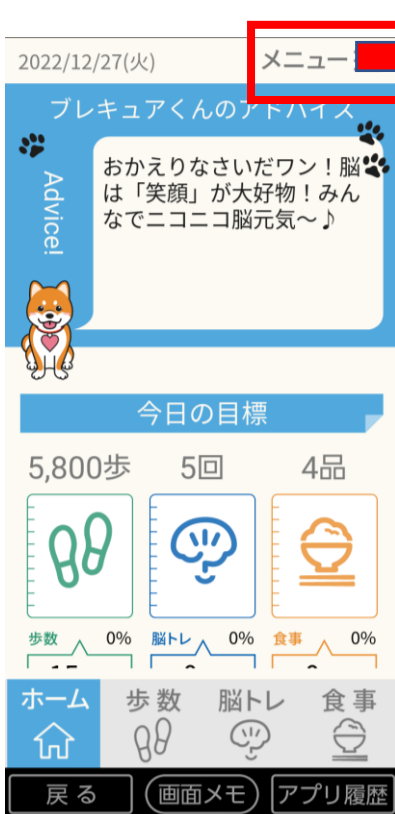 2022/12/27(火)
メニュー
ブレキュアくんのアドバイス
Advice!
おかえりなさいだワン！脳
は「笑顔」が大好物！みん
なでニコニコ脳元気～♪
今日の目標
5,800歩 5回 4品
歩数 0% 脳トレ 0% 食事 0%
ホーム 歩数 脳トレ 食事
戻る 画面メモ アプリ履歴